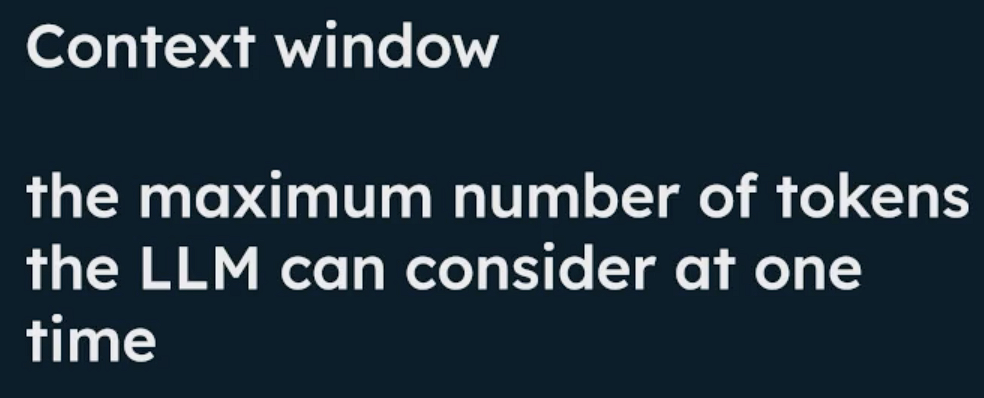 Context window
the maximum number of tokens
the LLM can consider at one
time